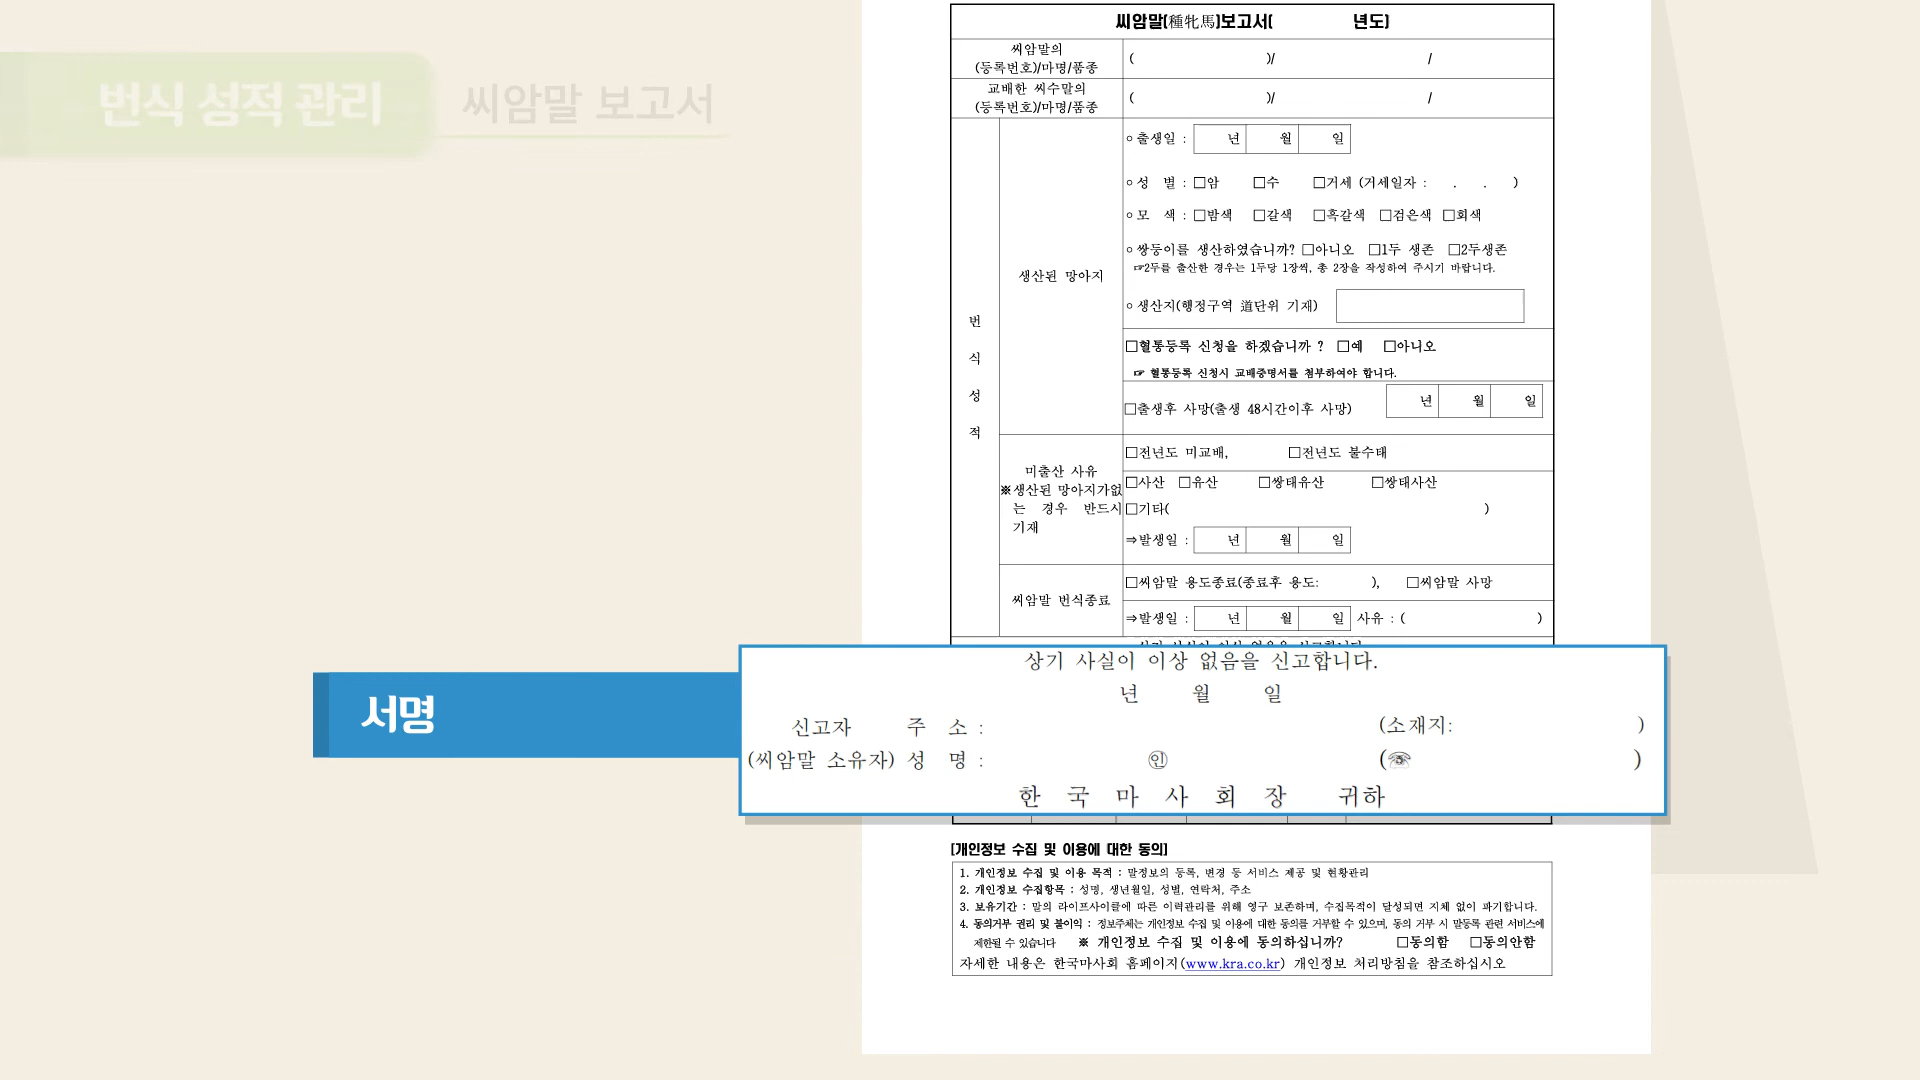 번식 성적 관리
씨암말 보고서
씨암말(種牝馬)보고서( 년도)
씨암말의
(등록번호)/마명/품종
( )/ /
교배한 씨수말의
(등록번호)/마명/품종
( )/ /
번
식
성
적
생산된 망아지
○출생일 : 년 월 일
○성 별 : □암 □수 □거세 (거세일자 : . . )
○모 색 : □밤색 □갈색 □흑갈색 □검은색 □회색
○쌍둥이를 생산하였습니까? □아니오 □1두 생존 □2두생존
☞2두를 출산한 경우는 1두당 1장씩, 총 2장을 작성하여 주시기 바랍니다.
○생산지(행정구역 道단위 기재)
□혈통등록 신청을 하겠습니까 ? □예 □아니오
☞ 혈통등록 신청시 교배증명서를 첨부하여야 합니다.
□출생후 사망(출생 48시간이후 사망) 년 월 일
미출산 사유
※생산된 망아지가없
는 경우 반드시
기재
□전년도 미교배, □전년도 불수태
□사산 □유산 □쌍태유산 □쌍태사산
□기타( )
⇒발생일 : 년 월 일
씨암말 번식종료
□씨암말 용도종료(종료후 용도: ), □씨암말 사망
⇒발생일 : 년 월 일 사유 : ( )
서명
상기 사실이 이상 없음을 신고합니다.
년 월 일
신고자 주 소 : (소재지: )
(씨암말 소유자) 성 명 : ㊞ (☏ )
한 국 마 사 회 장 귀하
[개인정보 수집 및 이용에 대한 동의]
1. 개인정보 수집 및 이용 목적 : 말정보의 등록, 변경 등 서비스 제공 및 현황관리
2. 개인정보 수집항목 : 성명, 생년월일, 성별, 연락처, 주소
3. 보유기간 : 말의 라이프사이클에 따른 이력관리를 위해 영구 보존하며, 수집목적이 달성되면 지체 없이 파기합니다.
4. 동의거부 권리 및 불이익 : 정보주체는 개인정보 수집 및 이용에 대한 동의를 거부할 수 있으며, 동의 거부 시 말등록 관련 서비스에
제한될 수 있습니다 ※ 개인정보 수집 및 이용에 동의하십니까? □동의함 □동의안함
자세한 내용은 한국마사회 홈페이지(www.kra.co.kr) 개인정보 처리방침을 참조하십시오